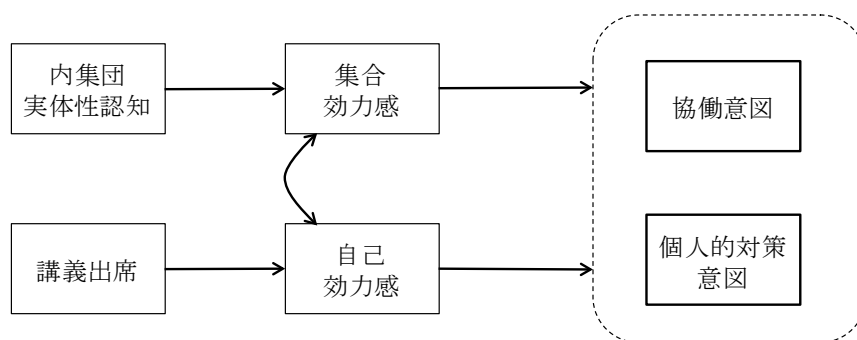 内集団
実体性認知
集合
効力感
協働意図
講義出席
自己
効力感
個人的対策
意図